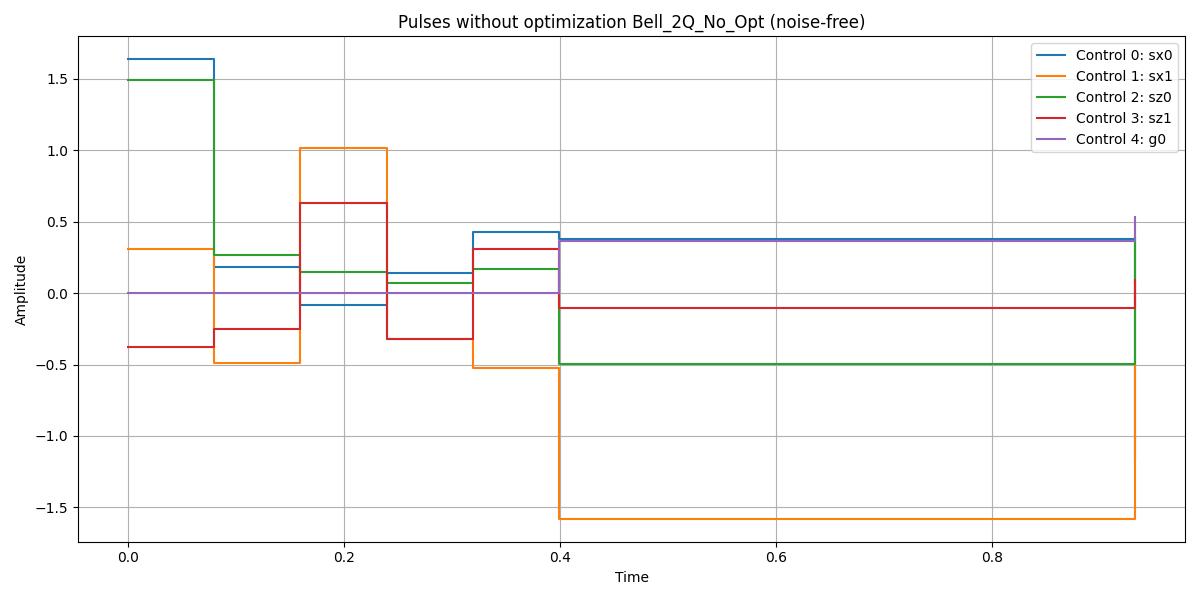 Pulses without optimization Bell_2Q_No_Opt (noise-free)
Control 0: sx0
Control 1: sx1
Control 2: sz0
Control 3: sz1
Control 4: g0
Amplitude
1.5
1.0
0.5
0.0
−0.5
−1.0
−1.5
0.0 0.2 0.4 0.6 0.8
Time